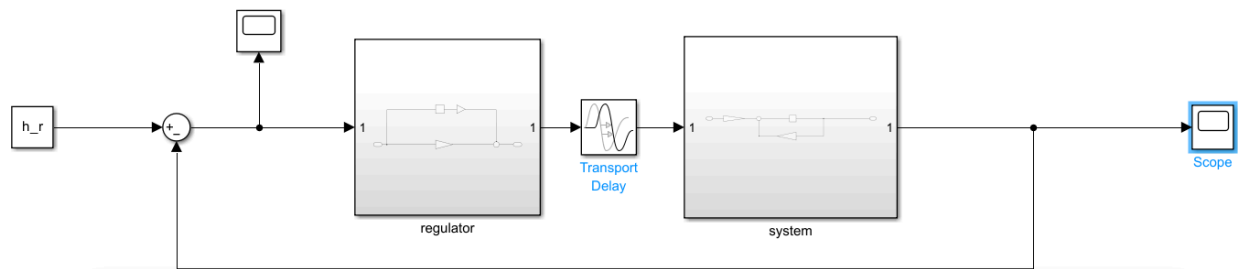 h_r
+
-
1
1
regulator
Transport
Delay
1
1
system
Scope